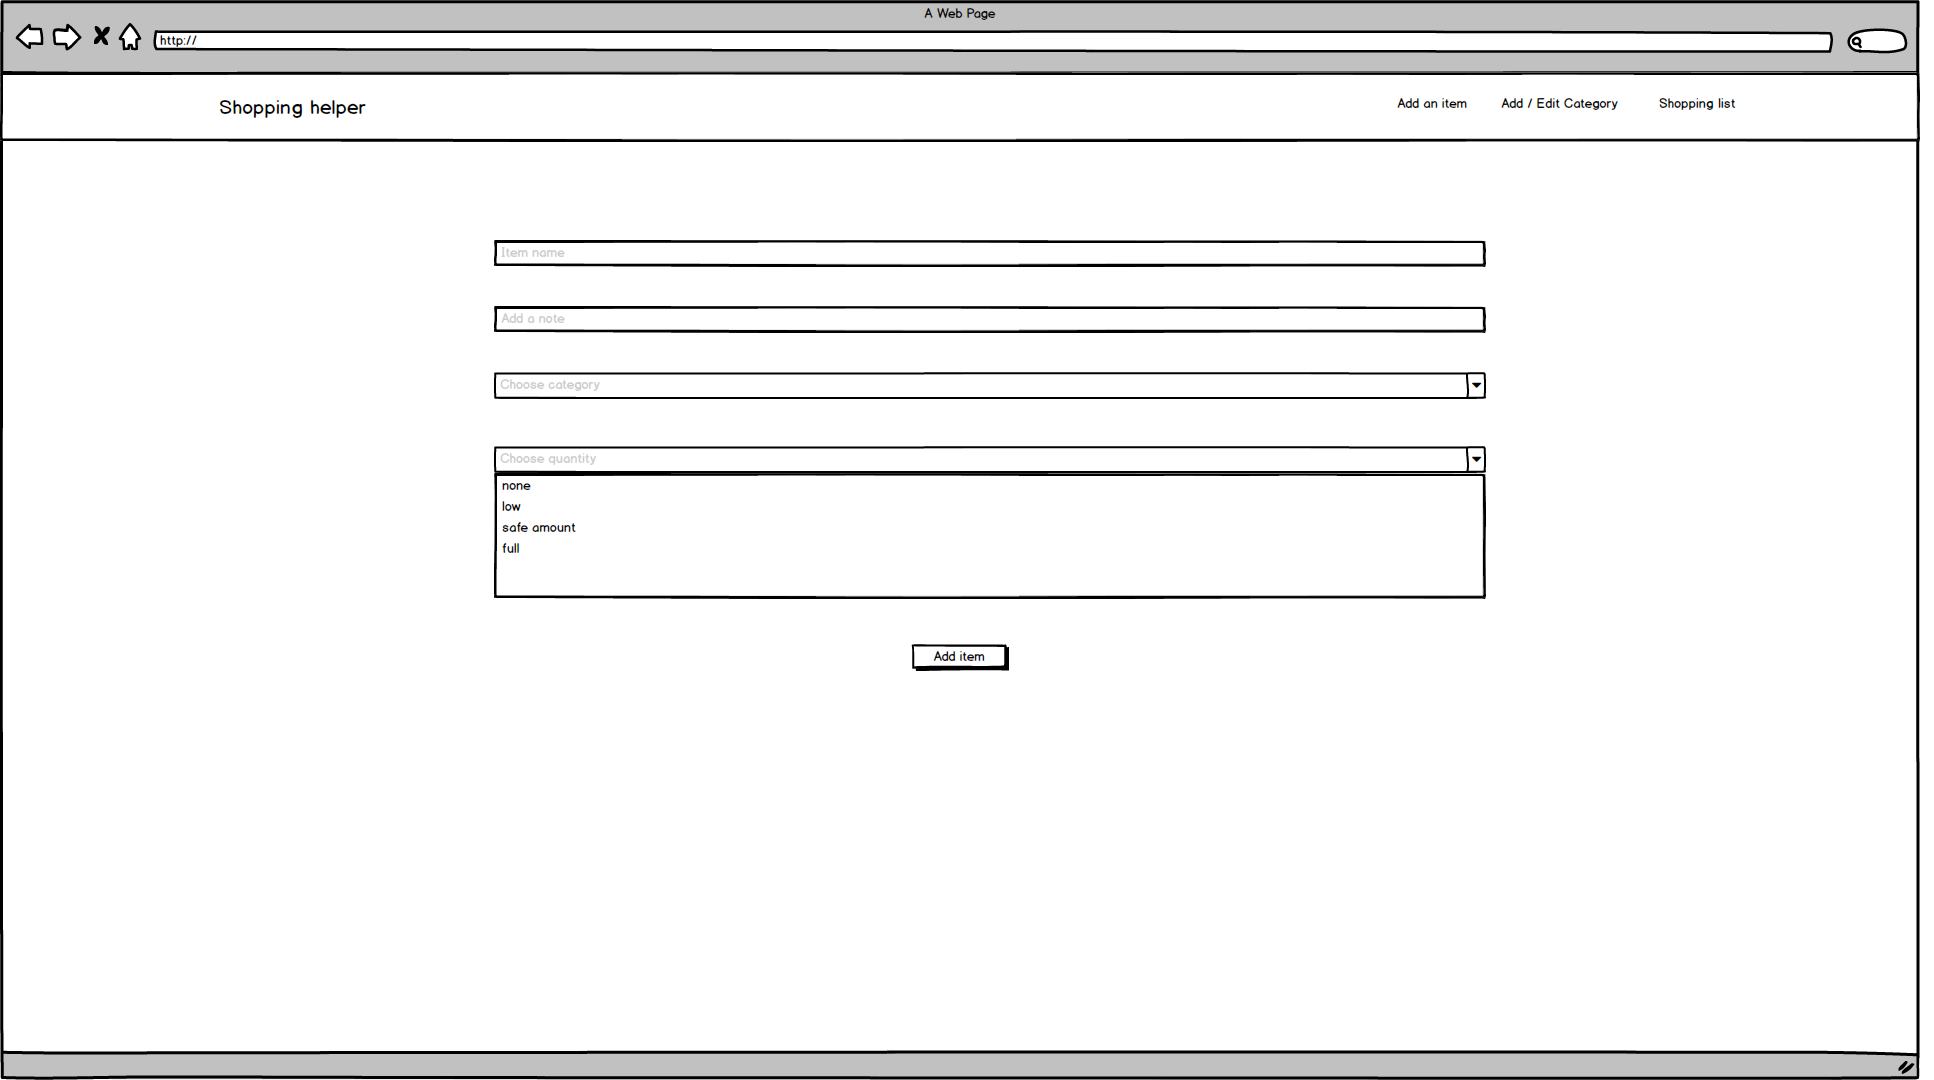 A Web Page
http://
Shopping helper
Add an item
Add / Edit Category
Shopping list
Item name
Add a note
Choose category
Choose quantity
none
low
safe amount
full
Add item